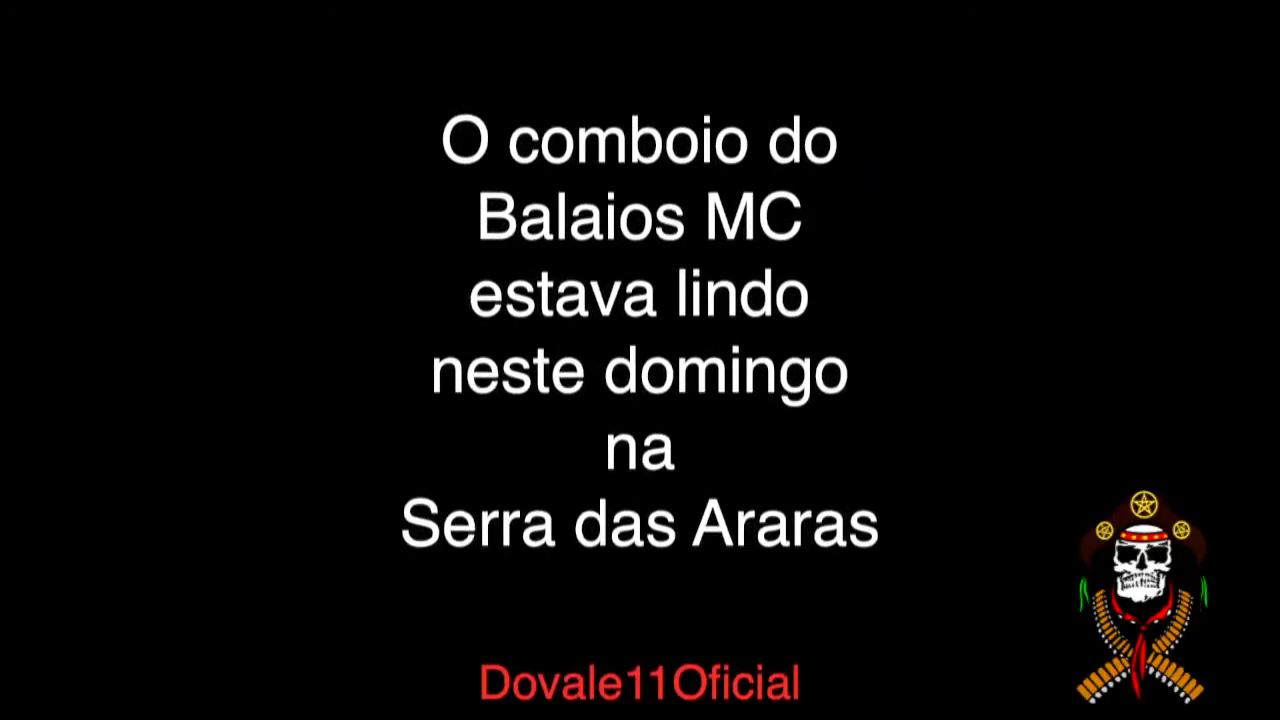 O comboio do
Balaios MC
estava lindo
neste domingo
na
Serra das Araras
Dovale11Oficial